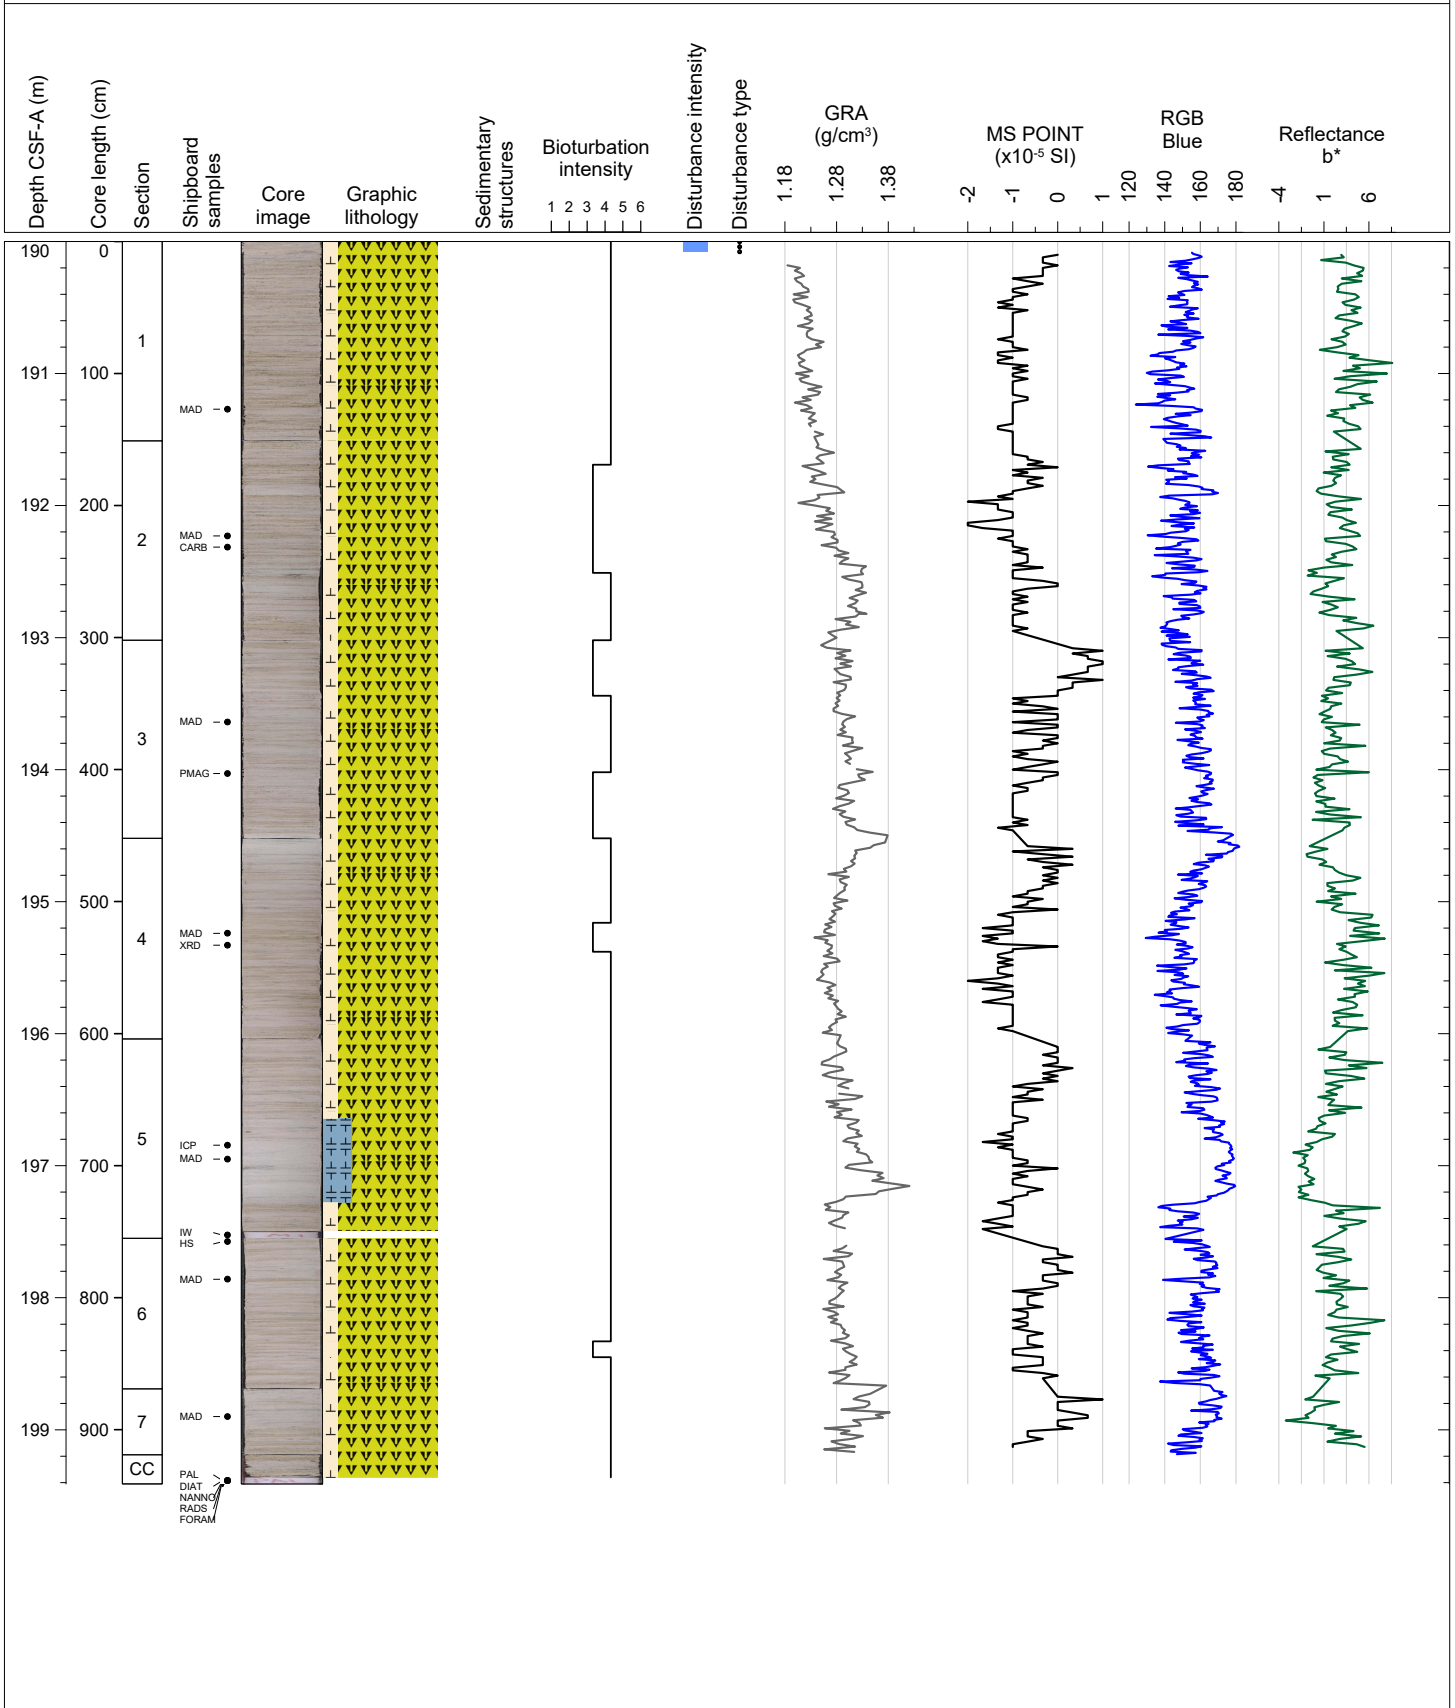 Depth CSF-A (m)
Core length (cm)
Section
Shipboard
samples
Core
image
Graphic
lithology
Sedimentary
structures
Bioturbation
intensity
1 2 3 4 5 6
Disturbance intensity
Disturbance type
GRA
(g/cm³)
1.18
1.28
1.38
MS POINT
(x10⁻⁵ SI)
-2
-1
0
1
RGB
Blue
120
140
160
180
Reflectance
b*
-4
1
6
190
191
192
193
194
195
196
197
198
199
0
100
200
300
400
500
600
700
800
900
1
2
3
4
5
6
7
CC
MAD
MAD
CARB
MAD
PMAG
MAD
XRD
ICP
MAD
IW
HS
MAD
MAD
PAL
DIAT
NANNO
RADS
FORAM